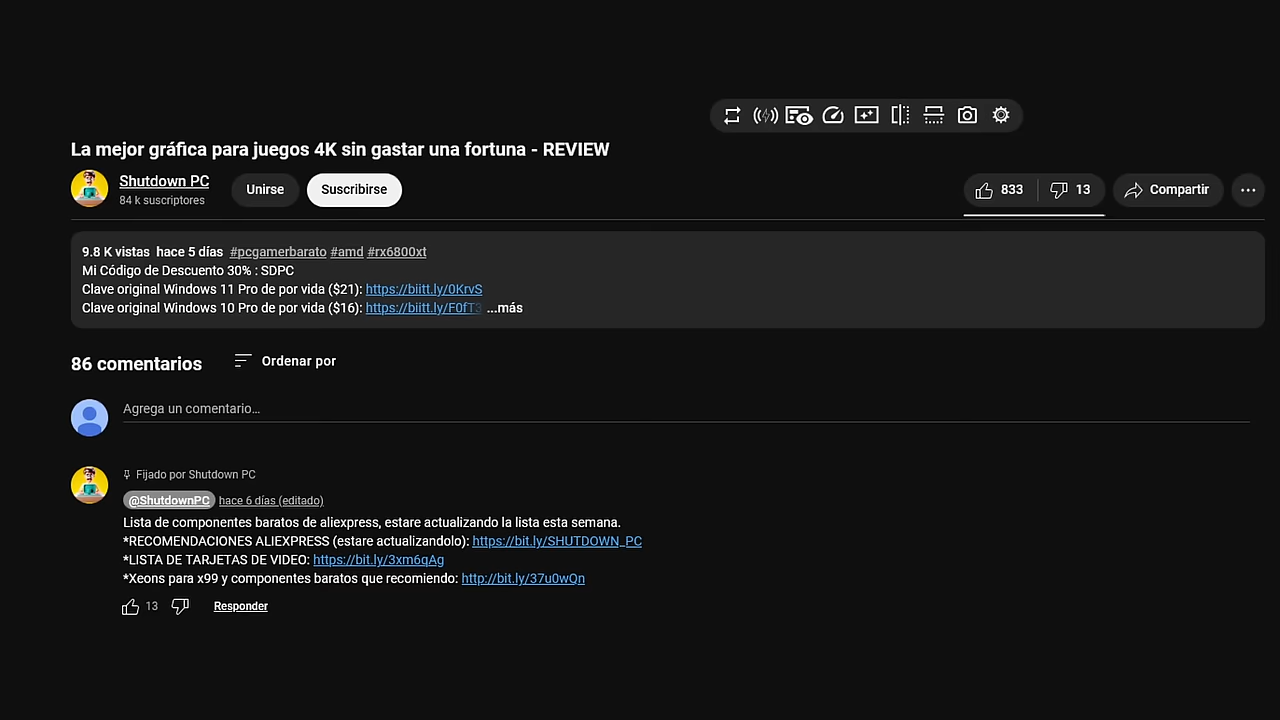 La mejor gráfica para juegos 4K sin gastar una fortuna - REVIEW
Shutdown PC
84 k suscriptores
Unirse
Suscribirse
833
13
Compartir
9.8 K vistas hace 5 días #pcgamerbarato #amd #rx6800xt
Mi Código de Descuento 30% : SDPC
Clave original Windows 11 Pro de por vida ($21): https://biitt.ly/0KrvS
Clave original Windows 10 Pro de por vida ($16): https://biitt.ly/F0fT3 ...más
86 comentarios
Ordenar por
Agrega un comentario…
Fijado por Shutdown PC
@ShutdownPC hace 6 días (editado)
Lista de componentes baratos de aliexpress, estare actualizando la lista esta semana.
*RECOMENDACIONES ALIEXPRESS (estare actualizandolo): https://bit.ly/SHUTDOWN_PC
*LISTA DE TARJETAS DE VIDEO: https://bit.ly/3xm6qAg
*Xeons para x99 y componentes baratos que recomiendo: http://bit.ly/37u0wQn
13
Responder